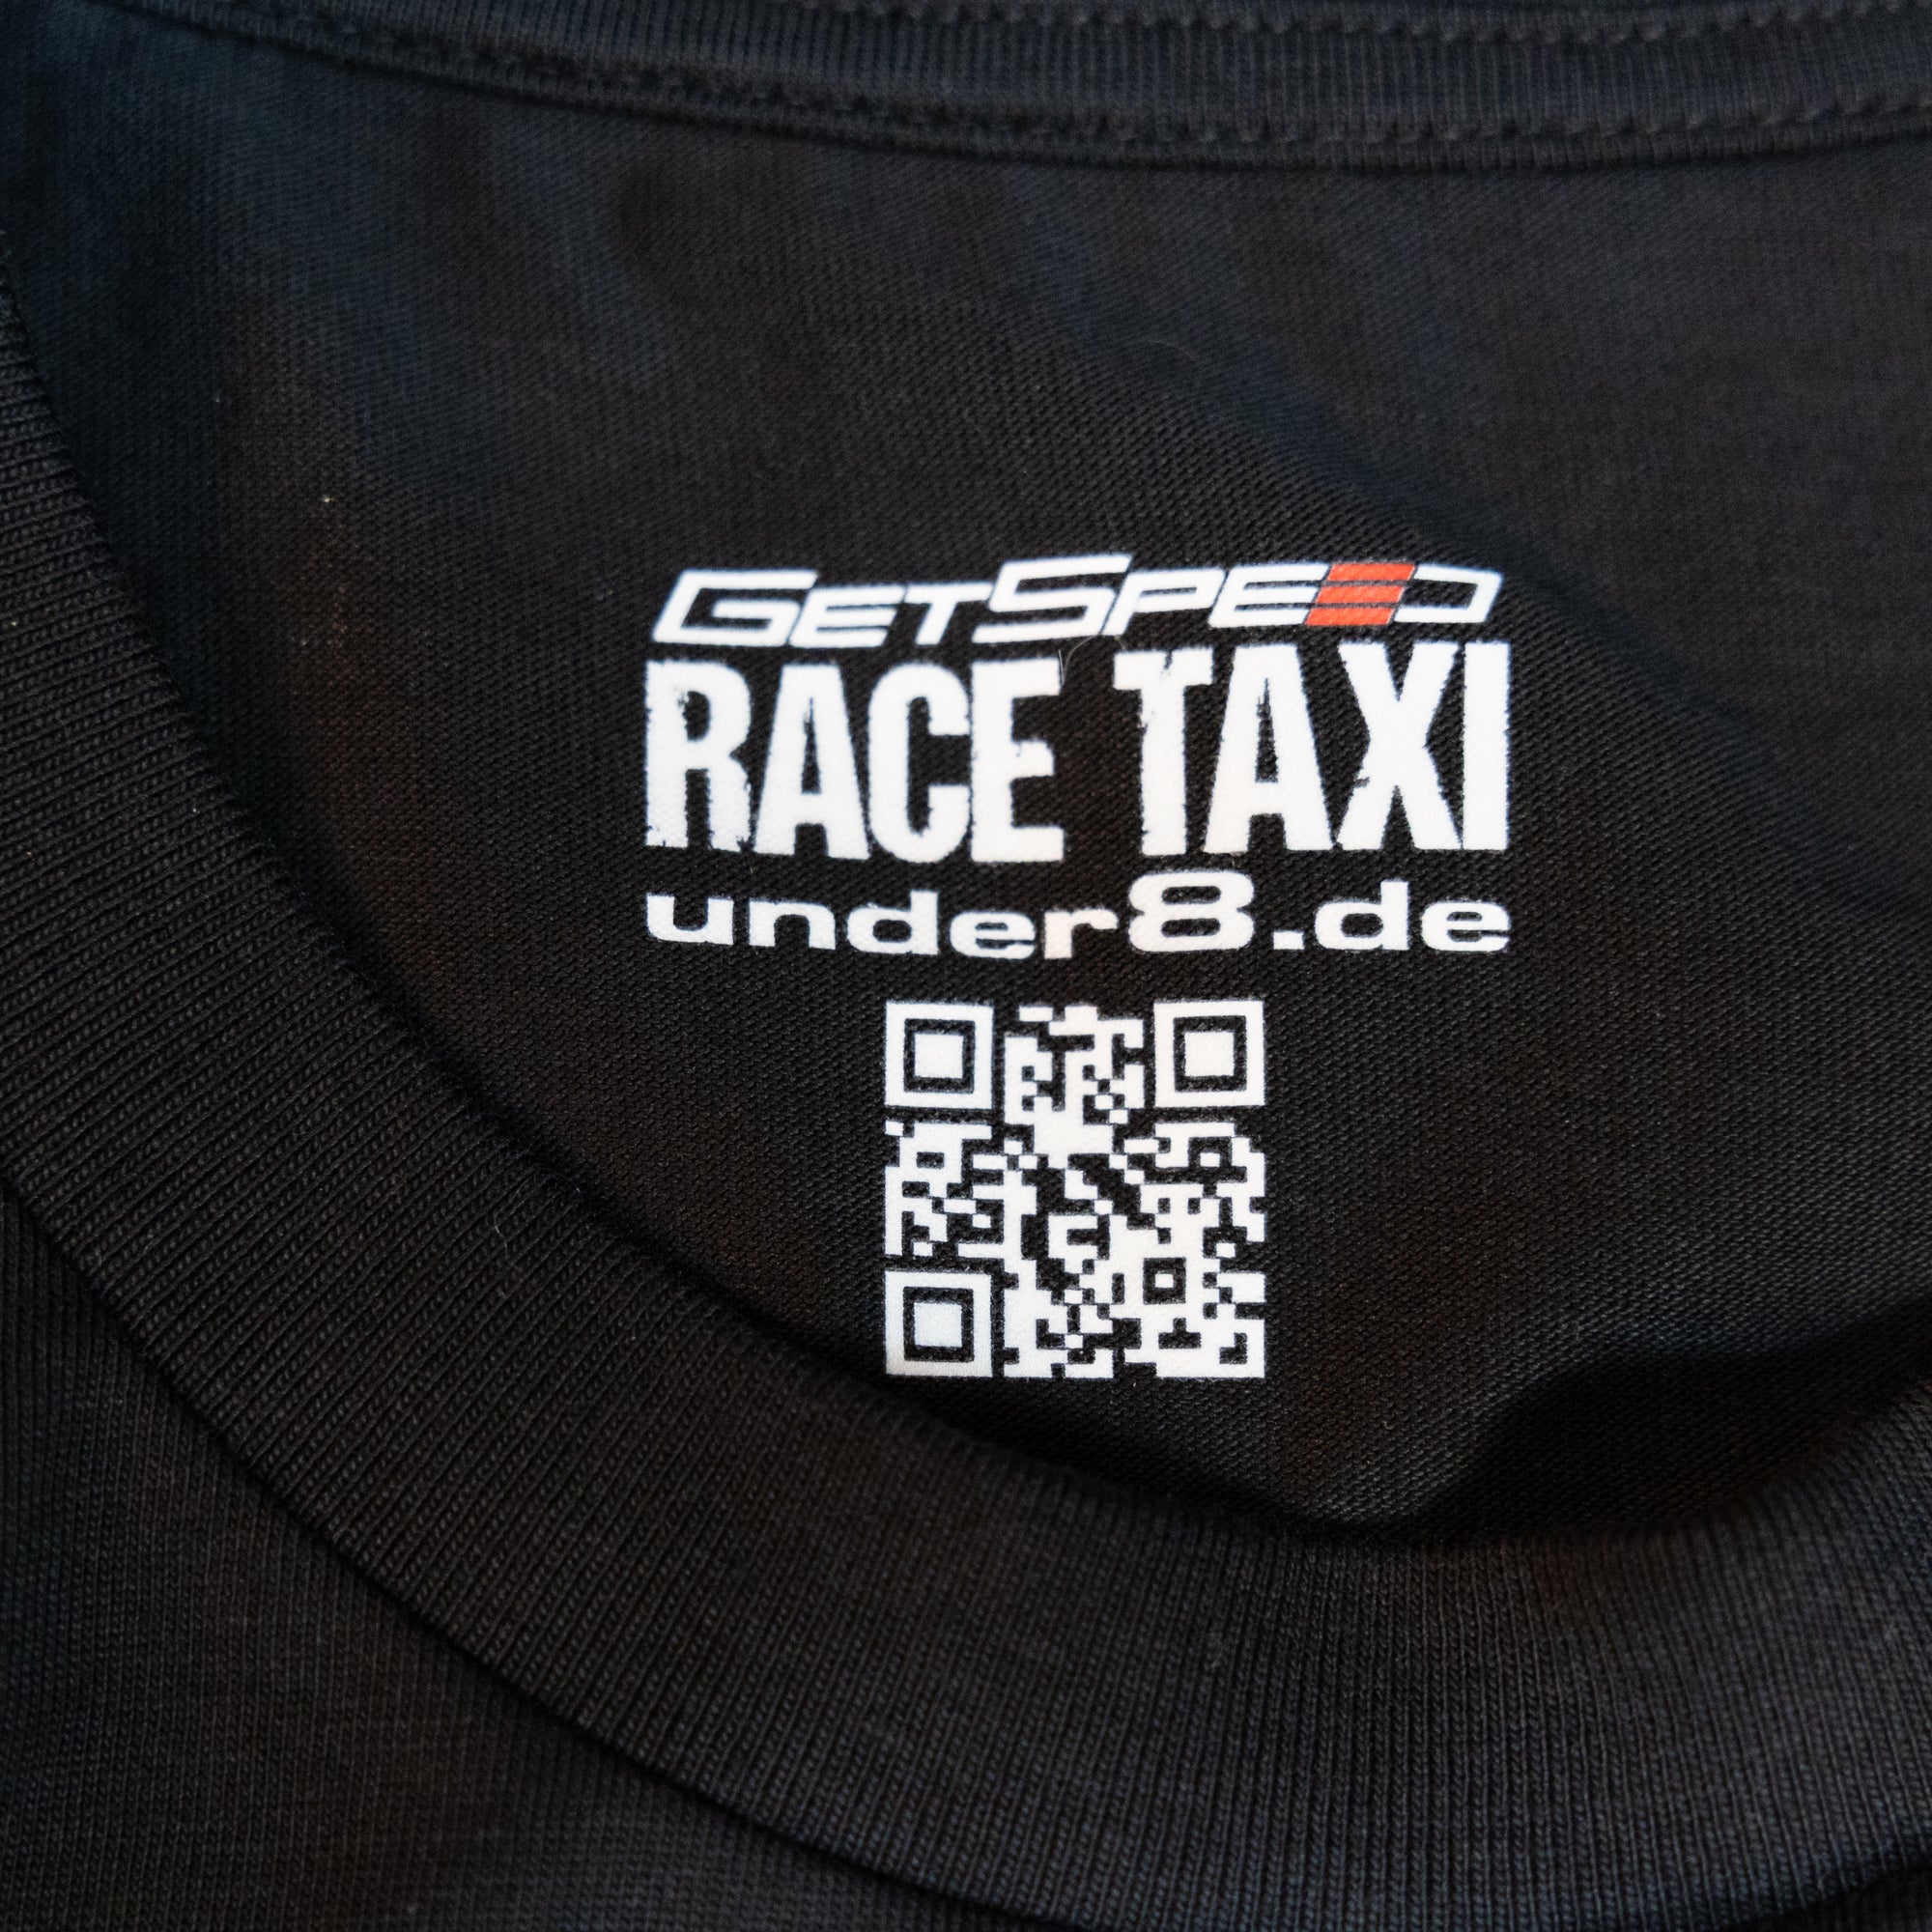 GETSPEED
RACE TAXI
under8.de